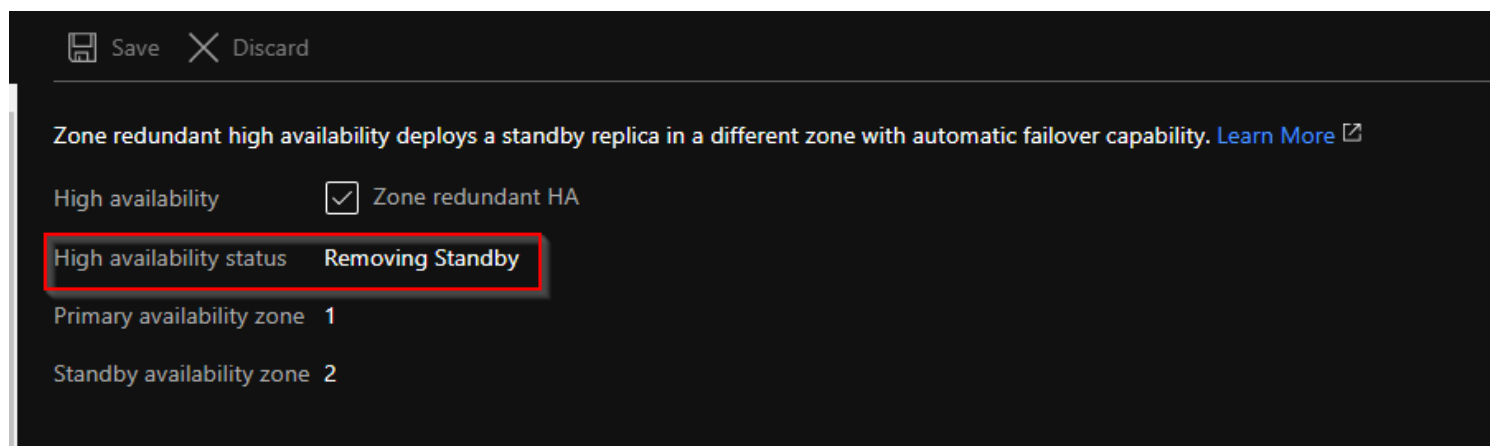 Save Discard
Zone redundant high availability deploys a standby replica in a different zone with automatic failover capability. Learn More
High availability Zone redundant HA
High availability status Removing Standby
Primary availability zone 1
Standby availability zone 2